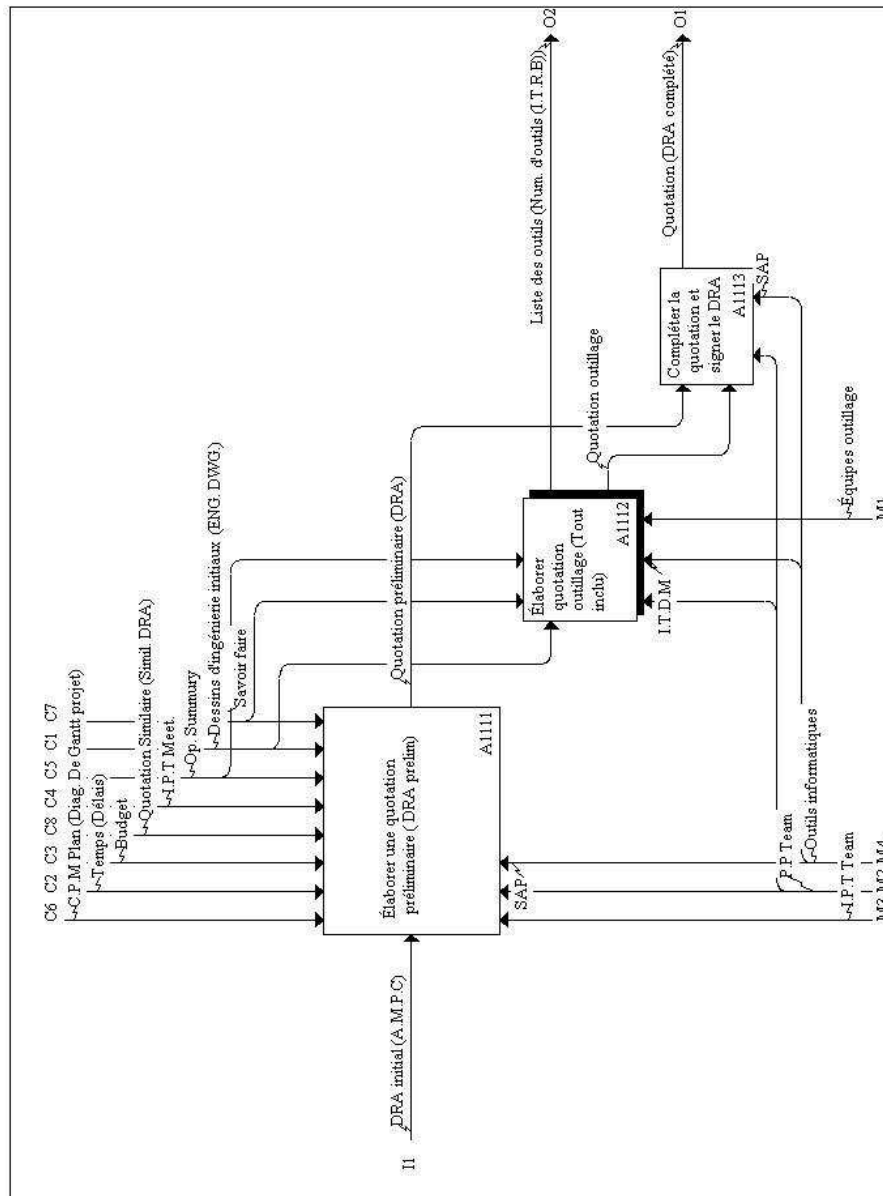 C6 C2 C3 C8 C4 C5 C1 C7
C.P.M Plan (Diag. De Gantt projet)
Temps (Délais)
Budget
Quotation Similaire (Simil. DRA)
I.P.T Meet.
Op. Summury
Dessins d'ingénierie initiaux (ENG. DWG.)
Savoir faire
I1
DRA initial (A.M.P.C)
Élaborer une quotation
préliminaire ( DRA prelim)
A1111
SAP
Quotation préliminaire (DRA)
Élaborer
quotation
outillage (Tout
inclu)
A1112
I.T.D.M
Liste des outils (Num. d'outils (I.T.R.B))
O2
Quotation outillage
Compléter la
quotation et
signer le DRA
A1113
SAP
Quotation (DRA complété)
O1
P.P Team
Outils informatiques
I.P.T Team
Équipes outillage
M3 M2 M4
M1